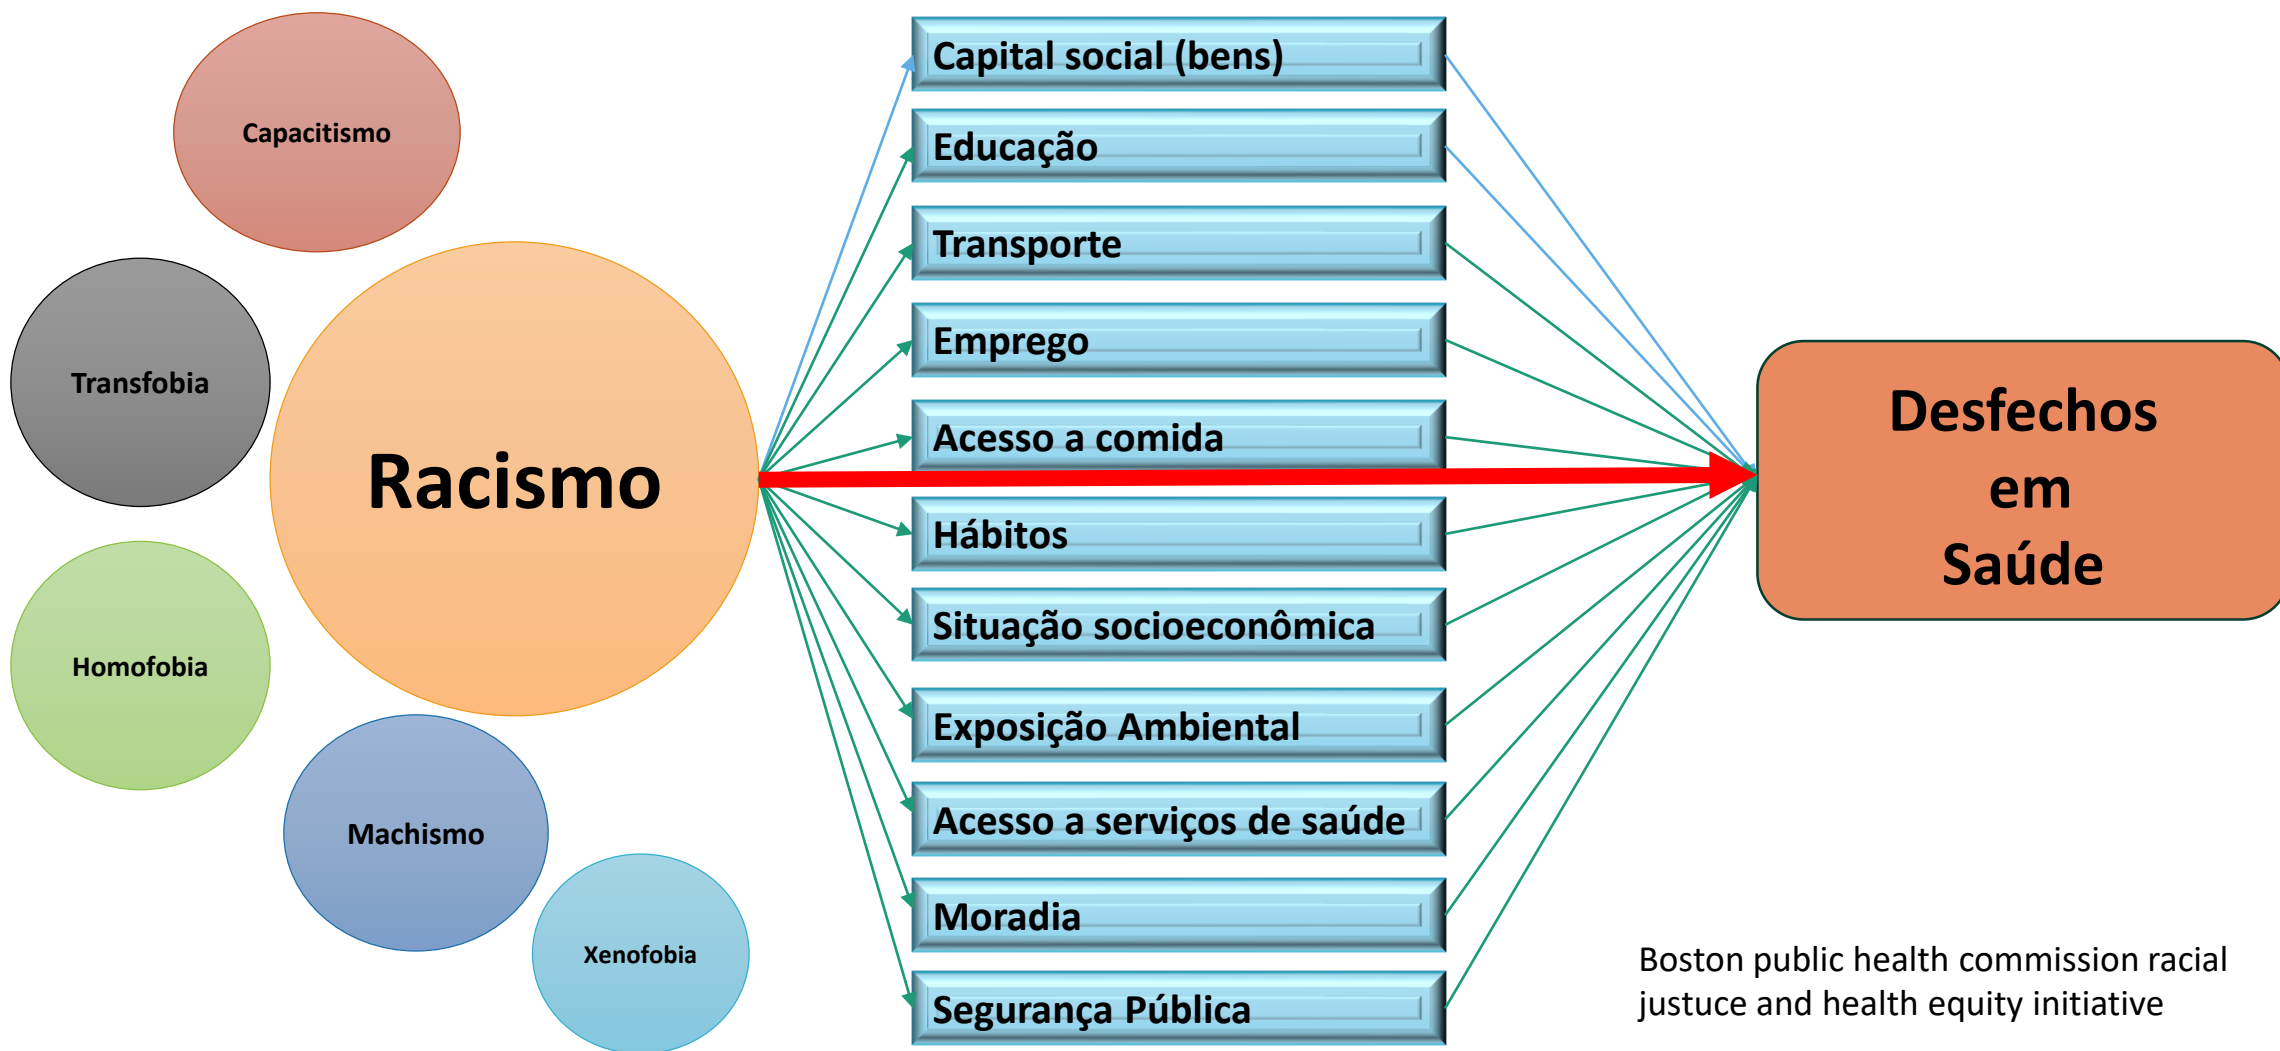 Capacitismo
Transfobia
Homofobia
Machismo
Xenofobia
Racismo
Capital social (bens)
Educação
Transporte
Emprego
Acesso a comida
Hábitos
Situação socioeconômica
Exposição Ambiental
Acesso a serviços de saúde
Moradia
Segurança Pública
Desfechos
em
Saúde
Boston public health commission racial
justuce and health equity initiative